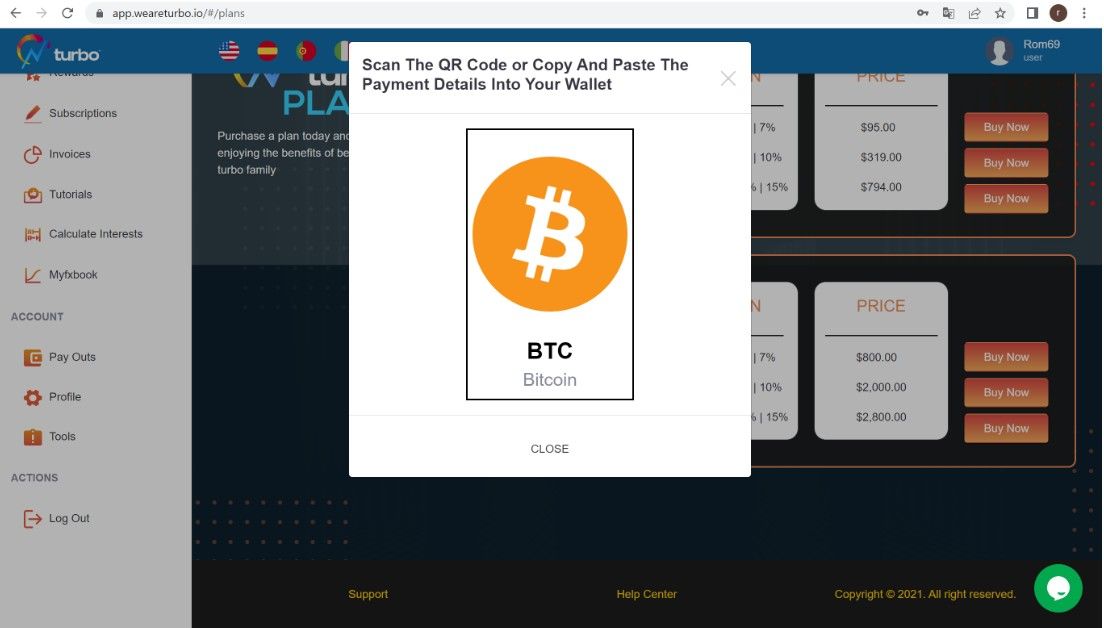 app.weareturbo.io/#/plans
r
turbo
Rom69
user
Rewards
Subscriptions
Invoices
Tutorials
Calculate Interests
Myfxbook
ACCOUNT
Pay Outs
Profile
Tools
ACTIONS
Log Out
turbo
PLA
Purchase a plan today and
enjoying the benefits of be
turbo family
Scan The QR Code or Copy And Paste The
Payment Details Into Your Wallet
BTC
Bitcoin
CLOSE
N
PRICE
| 7%
$95.00
Buy Now
| 10%
$319.00
Buy Now
% | 15%
$794.00
Buy Now
N
PRICE
| 7%
$800.00
Buy Now
| 10%
$2,000.00
Buy Now
% | 15%
$2,800.00
Buy Now
Support
Help Center
Copyright © 2021. All right reserved.